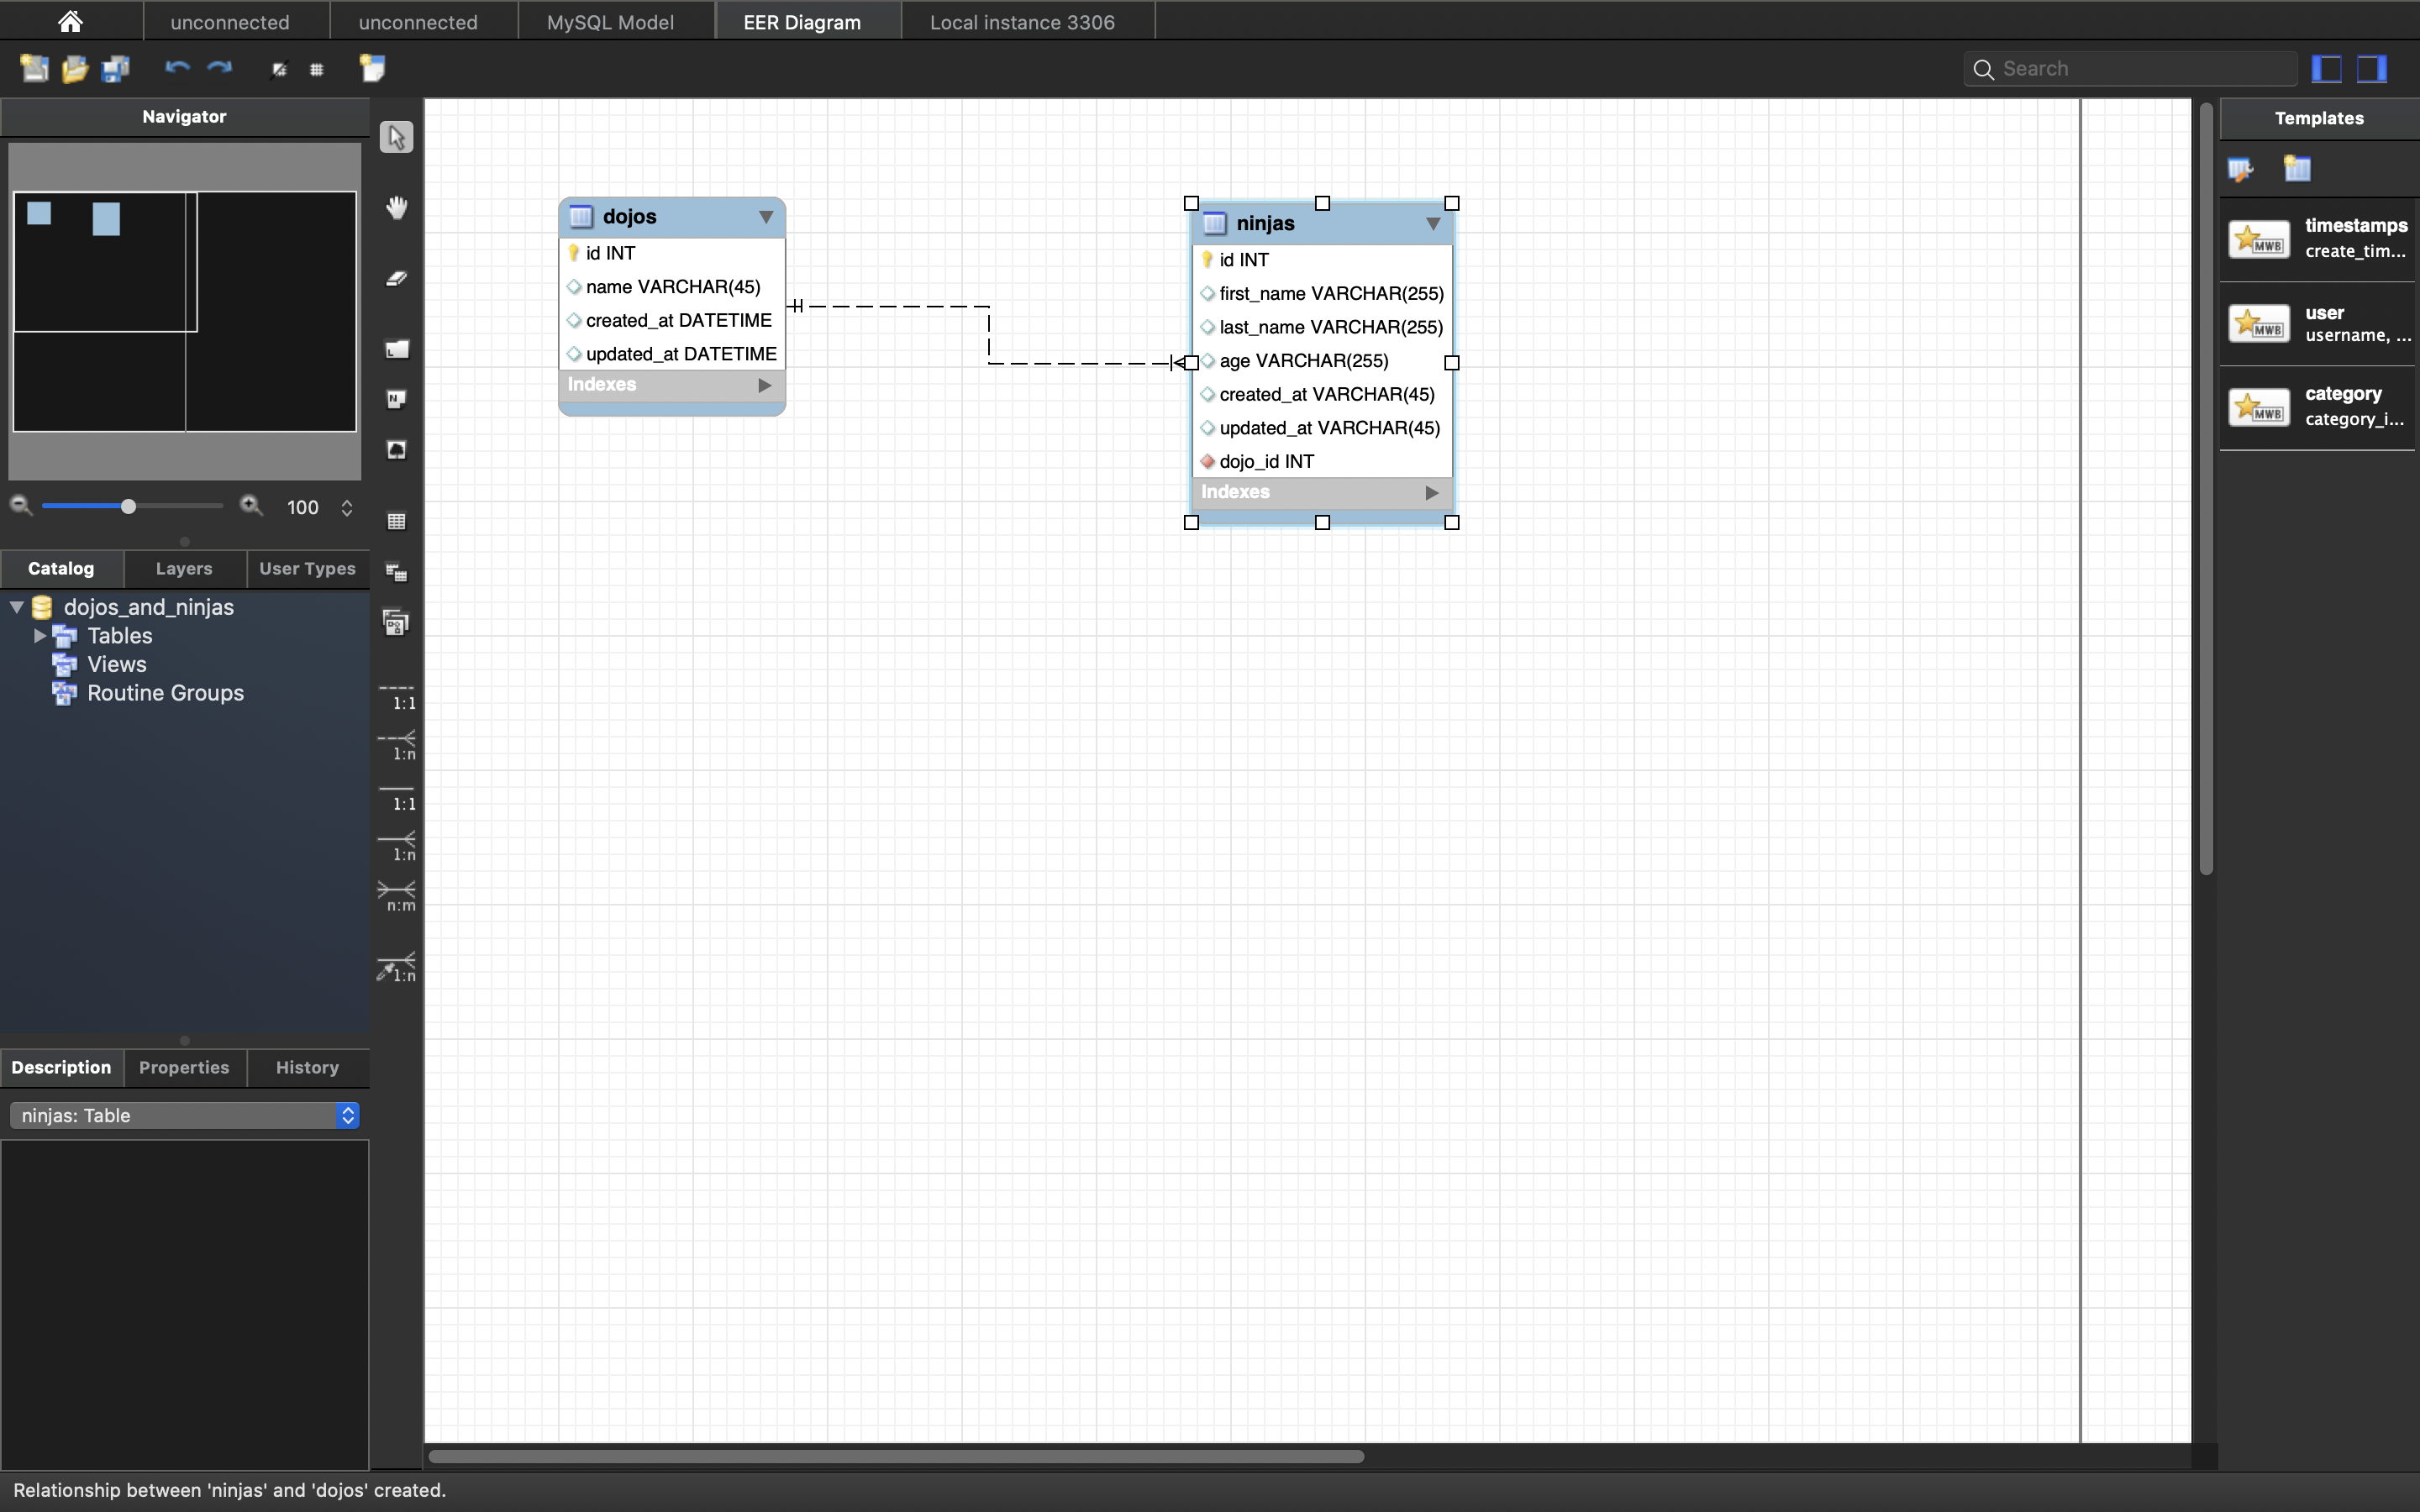 unconnected
unconnected
MySQL Model
EER Diagram
Local instance 3306
Search
Navigator
100
Catalog
Layers
User Types
dojos_and_ninjas
Tables
Views
Routine Groups
Description
Properties
History
ninjas: Table
L
N
1:1
1:n
1:1
1:n
n:m
1:n
dojos
id INT
name VARCHAR(45)
created_at DATETIME
updated_at DATETIME
Indexes
ninjas
id INT
first_name VARCHAR(255)
last_name VARCHAR(255)
age VARCHAR(255)
created_at VARCHAR(45)
updated_at VARCHAR(45)
dojo_id INT
Indexes
Templates
MWB
timestamps
create_tim...
MWB
user
username, ...
MWB
category
category_i...
Relationship between 'ninjas' and 'dojos' created.